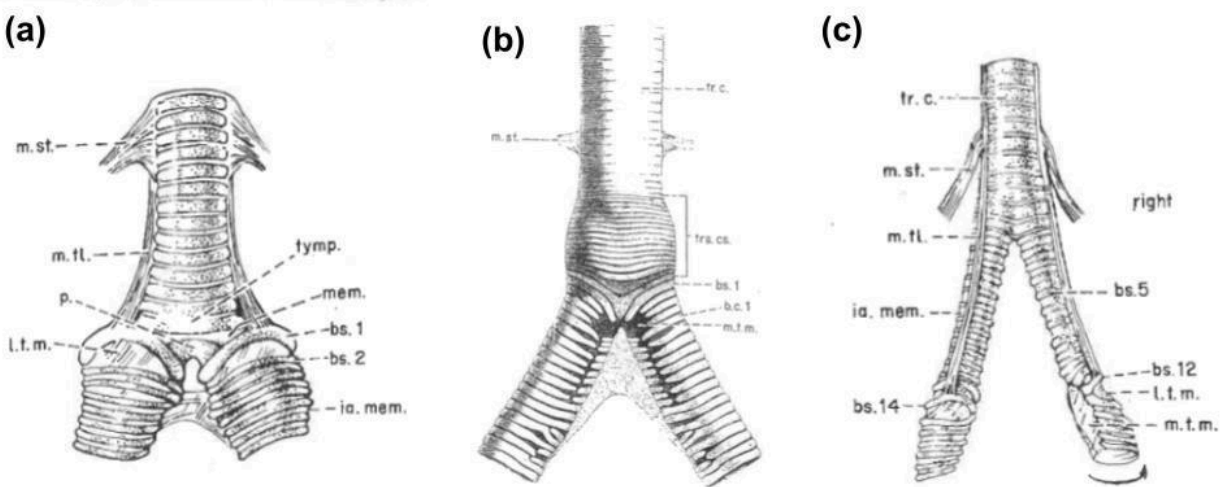 (a)
m.st.
m.tl.
tymp.
p.
mem.
l.t.m.
bs.1
bs.2
ia.mem.
(b)
tr.c.
m.st.
trs.cs.
bs.1
b.c.1
m.t.m.
(c)
tr.c.
m.st.
right
m.tl.
bs.5
ia.mem.
bs.12
l.t.m.
bs.14
m.t.m.